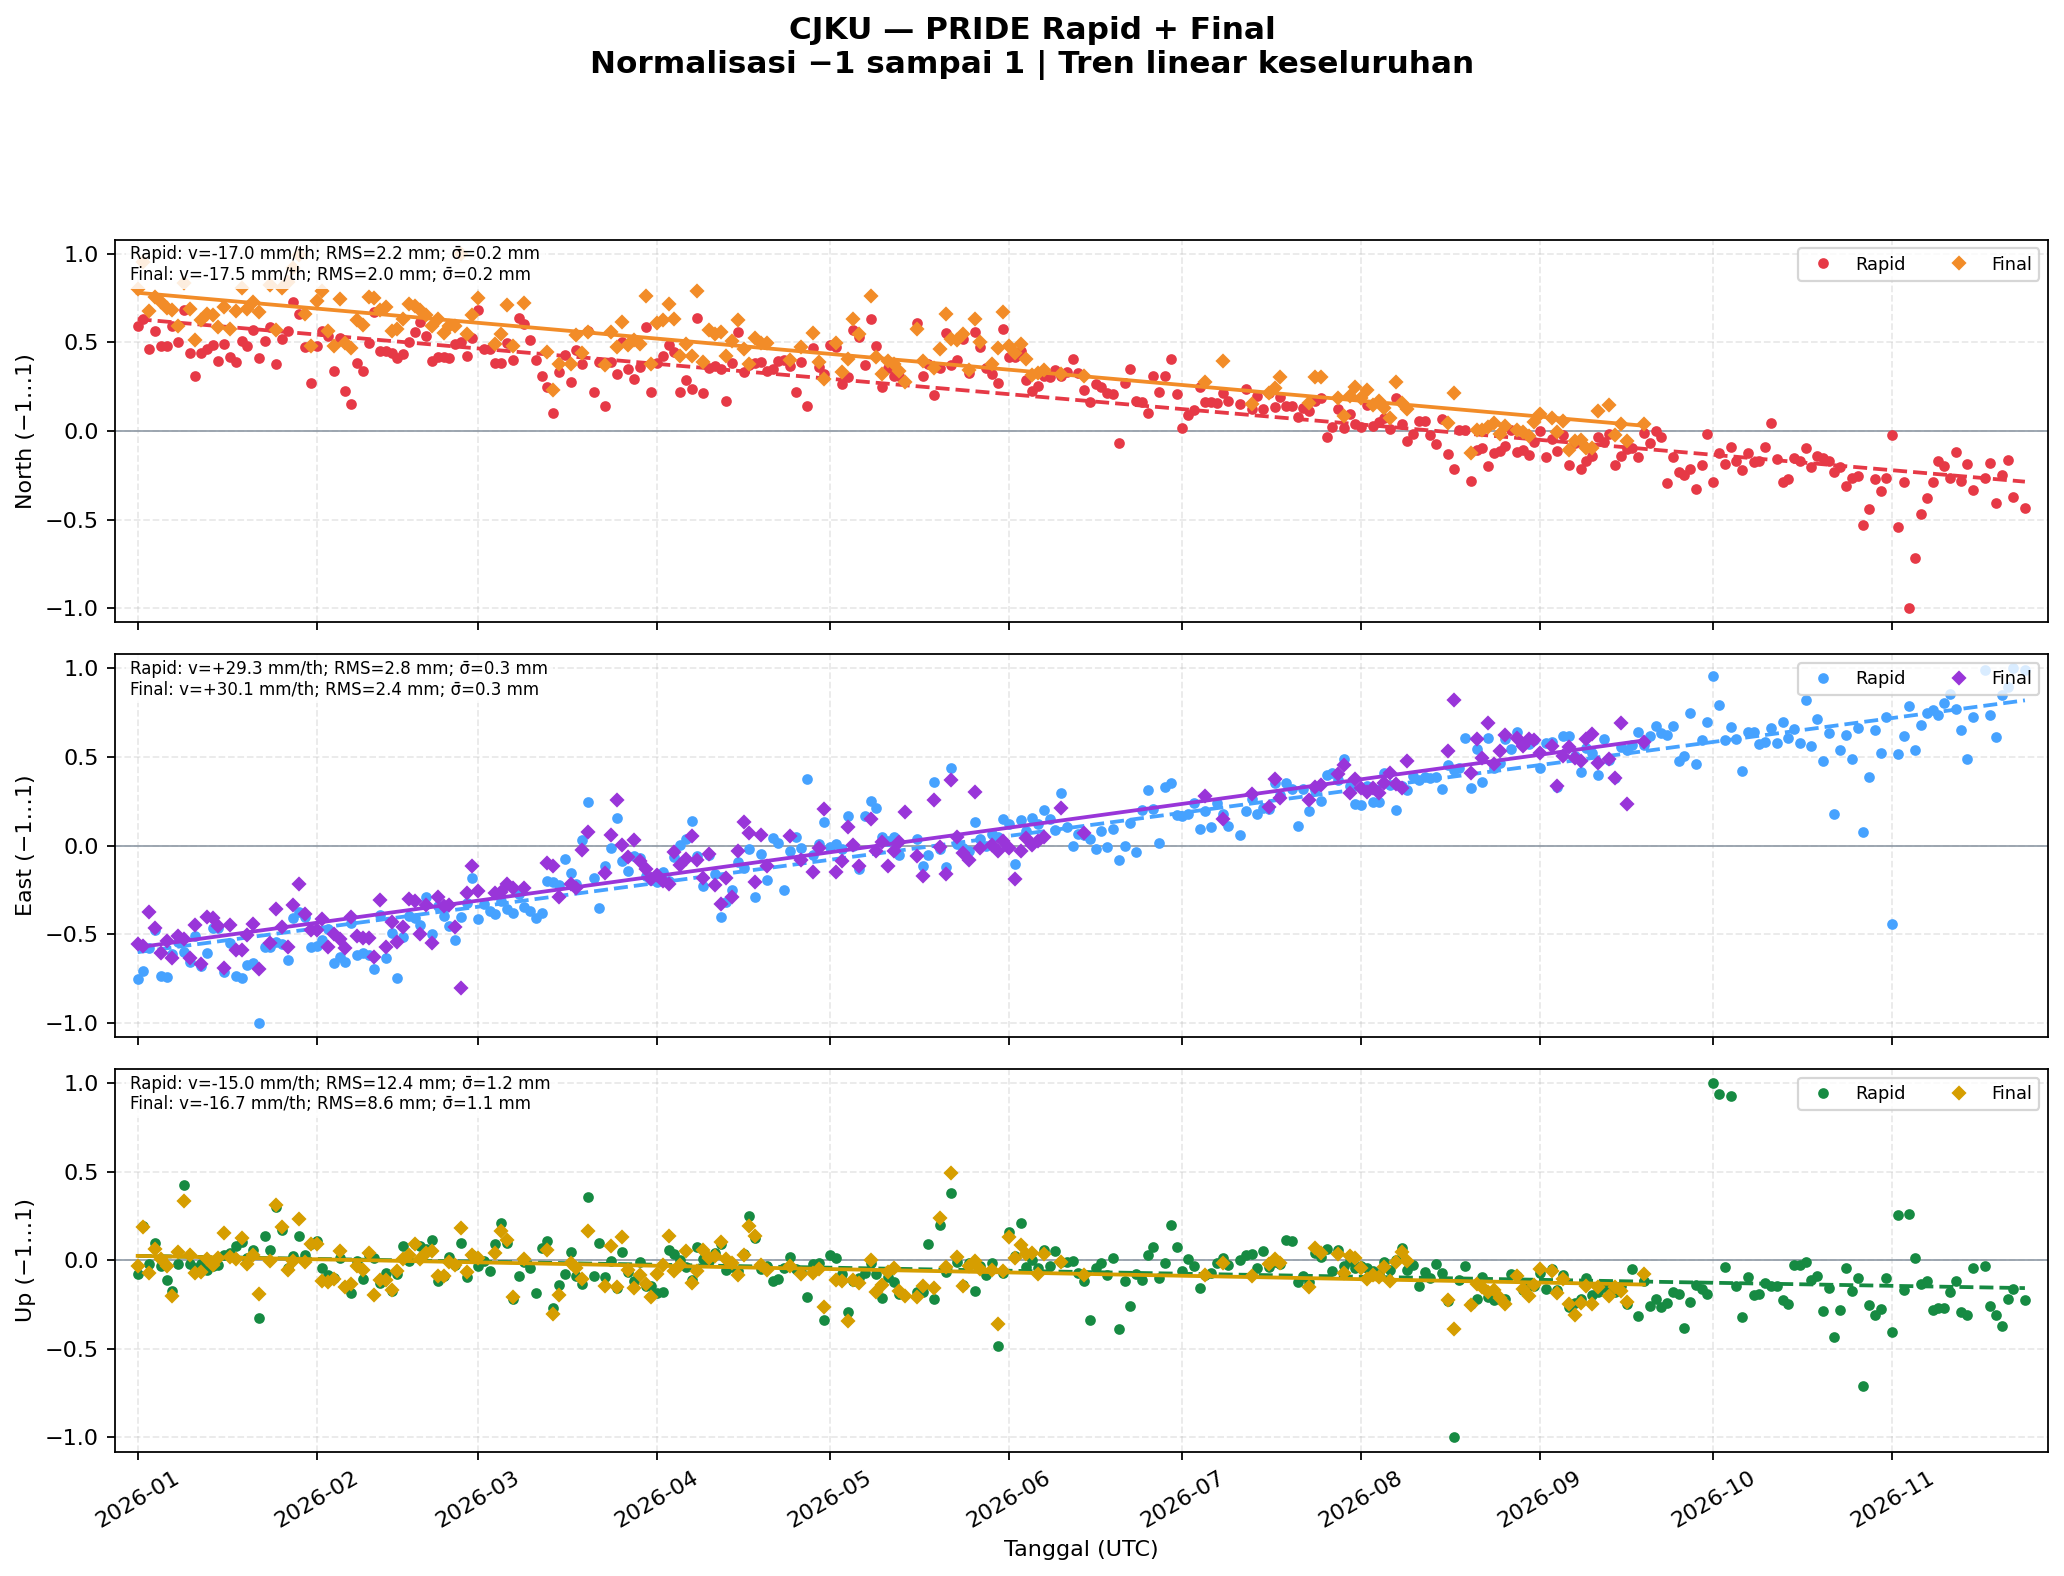 CJKU — PRIDE Rapid + Final
Normalisasi −1 sampai 1 | Tren linear keseluruhan
Rapid: v=-17.0 mm/th; RMS=2.2 mm; σ̄=0.2 mm
Final: v=-17.5 mm/th; RMS=2.0 mm; σ̄=0.2 mm
Rapid Final
North (−1...1)
1.0
0.5
0.0
−0.5
−1.0
Rapid: v=+29.3 mm/th; RMS=2.8 mm; σ̄=0.3 mm
Final: v=+30.1 mm/th; RMS=2.4 mm; σ̄=0.3 mm
Rapid Final
East (−1...1)
1.0
0.5
0.0
−0.5
−1.0
Rapid: v=-15.0 mm/th; RMS=12.4 mm; σ̄=1.2 mm
Final: v=-16.7 mm/th; RMS=8.6 mm; σ̄=1.1 mm
Rapid Final
Up (−1...1)
1.0
0.5
0.0
−0.5
−1.0
2026-01 2026-02 2026-03 2026-04 2026-05 2026-06 2026-07 2026-08 2026-09 2026-10 2026-11
Tanggal (UTC)